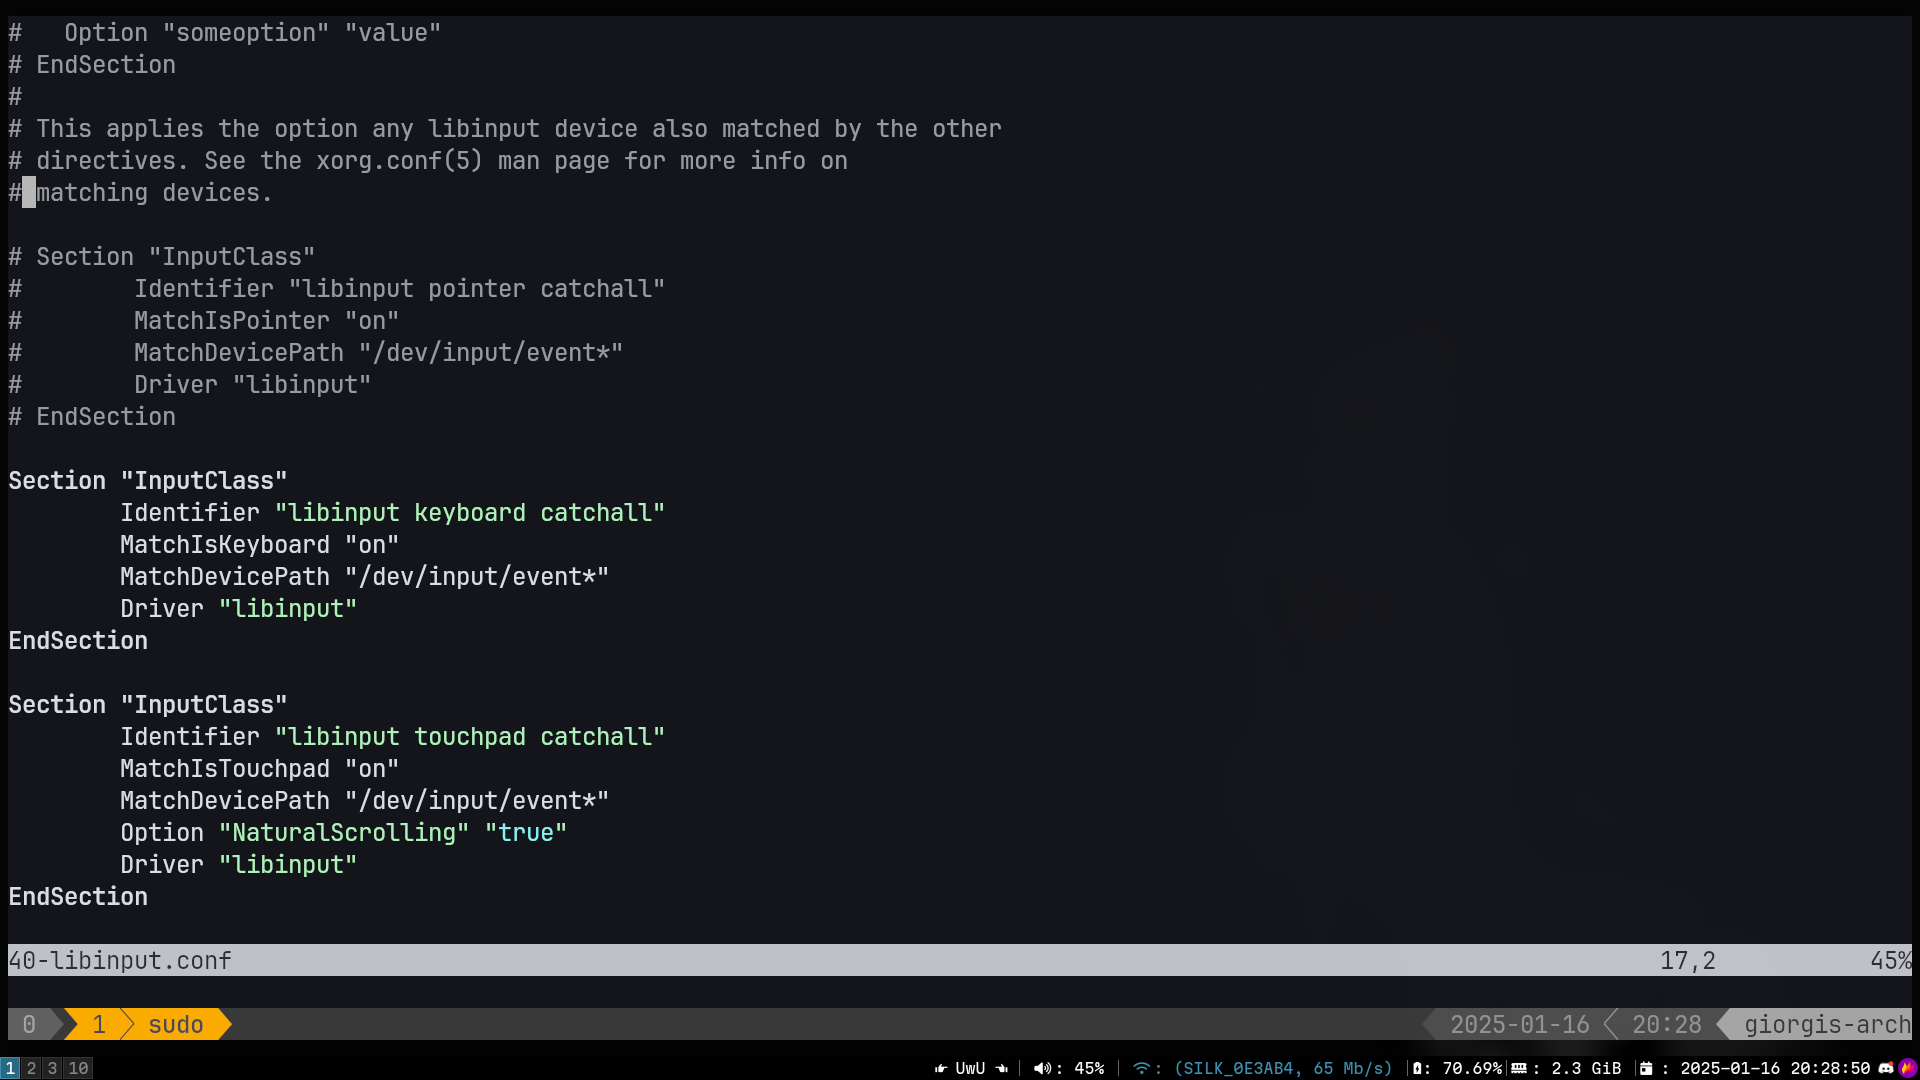 #   Option "someoption" "value"
# EndSection
#
# This applies the option any libinput device also matched by the other
# directives. See the xorg.conf(5) man page for more info on
# matching devices.
# Section "InputClass"
#        Identifier "libinput pointer catchall"
#        MatchIsPointer "on"
#        MatchDevicePath "/dev/input/event*"
#        Driver "libinput"
# EndSection
Section "InputClass"
        Identifier "libinput keyboard catchall"
        MatchIsKeyboard "on"
        MatchDevicePath "/dev/input/event*"
        Driver "libinput"
EndSection
Section "InputClass"
        Identifier "libinput touchpad catchall"
        MatchIsTouchpad "on"
        MatchDevicePath "/dev/input/event*"
        Option "NaturalScrolling" "true"
        Driver "libinput"
EndSection
40-libinput.conf 17,2 45%
0 1 sudo 2025-01-16 20:28 giorgis-arch
1 2 3 10 UwU | : 45% | : (SILK_0E3AB4, 65 Mb/s) | : 70.69% | : 2.3 GiB | : 2025-01-16 20:28:50